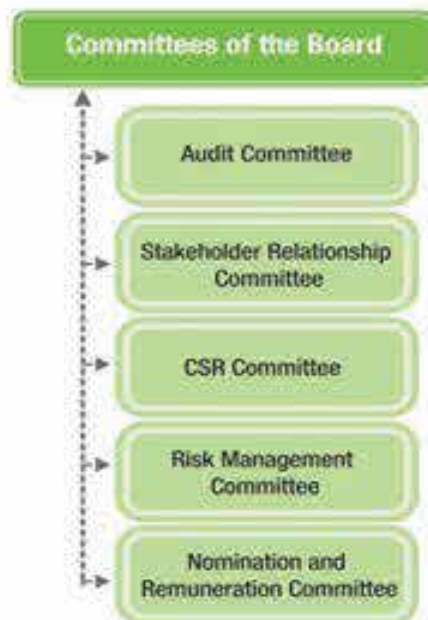 Committees of the Board
Audit Committee
Stakeholder Relationship
Committee
CSR Committee
Risk Management
Committee
Nomination and
Remuneration Committee